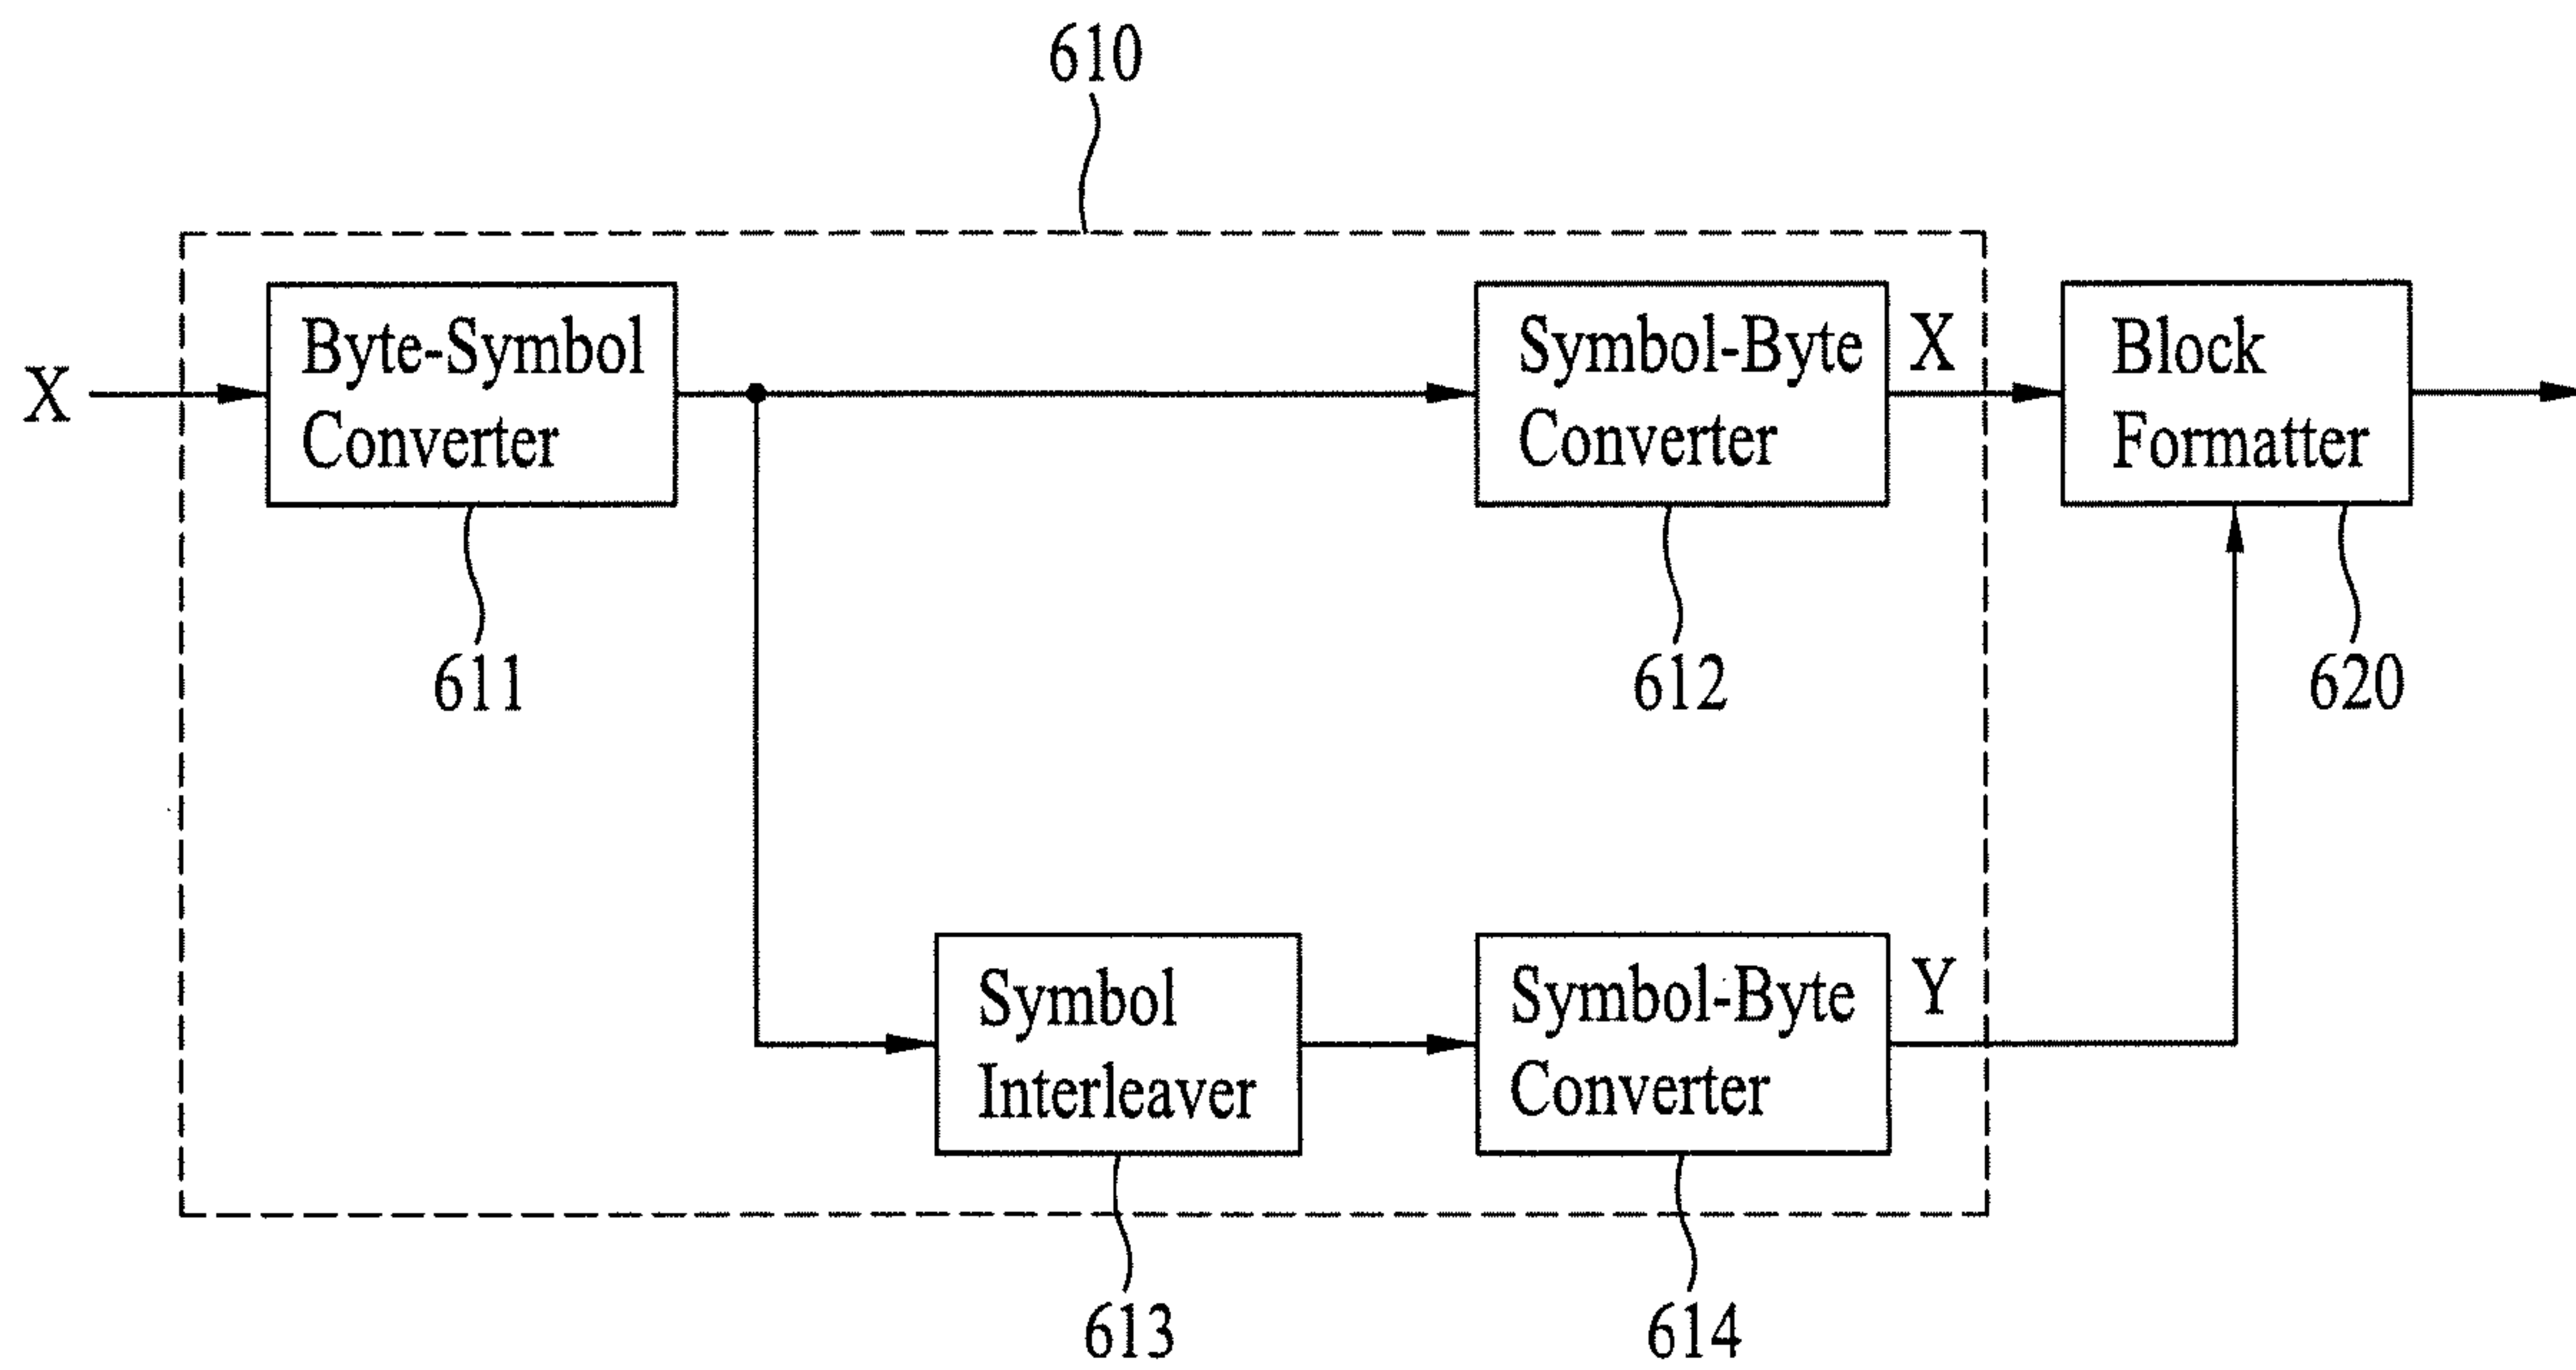 610
X
Byte-Symbol
Converter
Symbol-Byte
Converter
X
Block
Formatter
611
612
620
Symbol
Interleaver
Symbol-Byte
Converter
Y
613
614